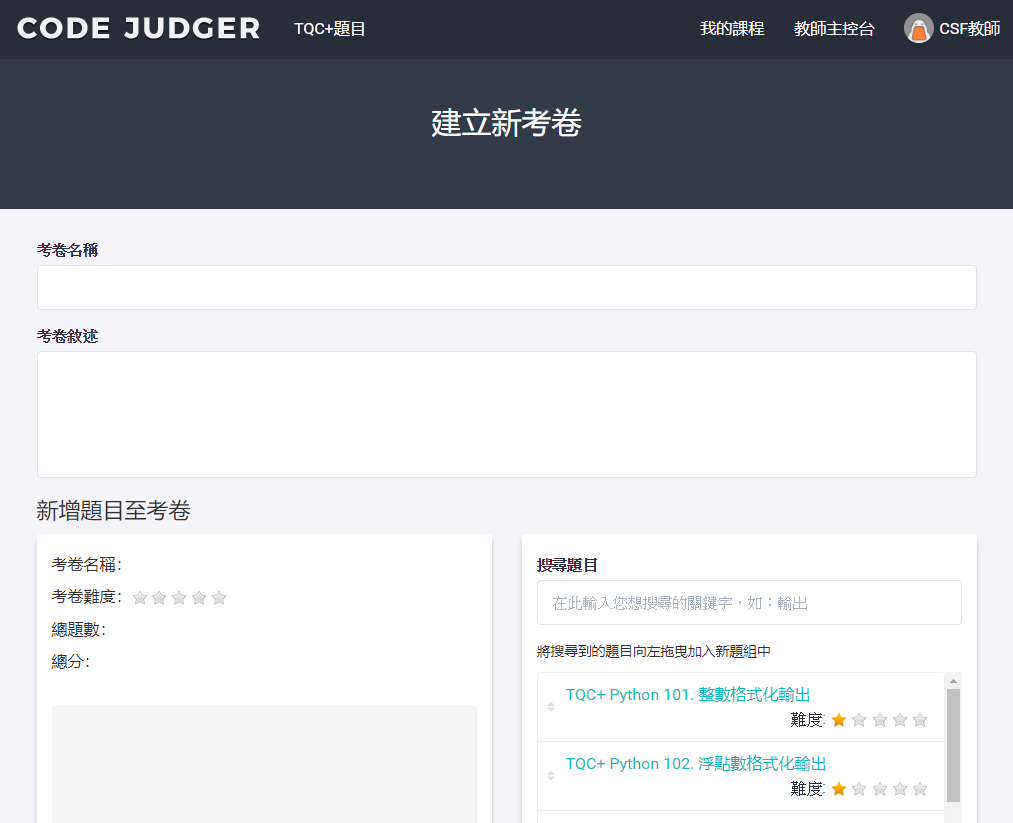 CODE JUDGER TQC+題目 我的課程 教師主控台 CSF教師
建立新考卷
考卷名稱
考卷敘述
新增題目至考卷
考卷名稱:
考卷難度:
總題數:
總分:
搜尋題目
在此輸入您想搜尋的關鍵字，如：輸出
將搜尋到的題目向左拖曳加入新題組中
TQC+ Python 101. 整數格式化輸出
難度:
TQC+ Python 102. 浮點數格式化輸出
難度: